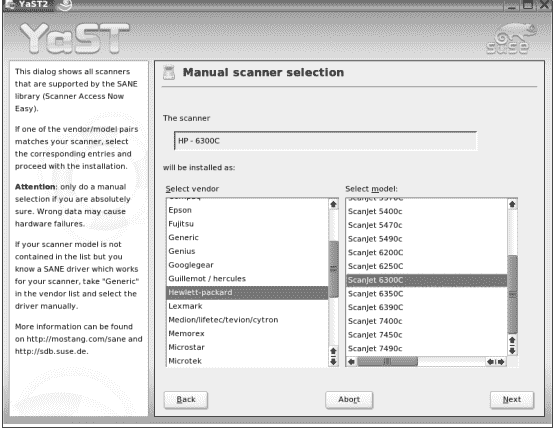 YaST2
YaST
suse
This dialog shows all scanners
that are supported by the SANE
library (Scanner Access Now
Easy).
If one of the vendor/model pairs
matches your scanner, select
the corresponding entries and
proceed with the installation.
Attention: only do a manual
selection if you are absolutely
sure. Wrong data may cause
hardware failures.
If your scanner model is not
contained in the list but you
know a SANE driver which works
for your scanner, take "Generic"
in the vendor list and select the
driver manually.
More information can be found
on http://mostang.com/sane and
http://sdb.suse.de.
Manual scanner selection
The scanner
HP - 6300C
will be installed as:
Select vendor
Epson
Fujitsu
Generic
Genius
Googlegear
Guillemot / hercules
Hewlett-packard
Lexmark
Medion/lifetec/tevion/cytron
Memorex
Microstar
Microtek
Select model:
ScanJet 5400c
ScanJet 5470c
ScanJet 5490c
ScanJet 6200C
ScanJet 6250C
ScanJet 6300C
ScanJet 6350C
ScanJet 6390C
ScanJet 7400c
ScanJet 7450c
ScanJet 7490c
Back
Abort
Next